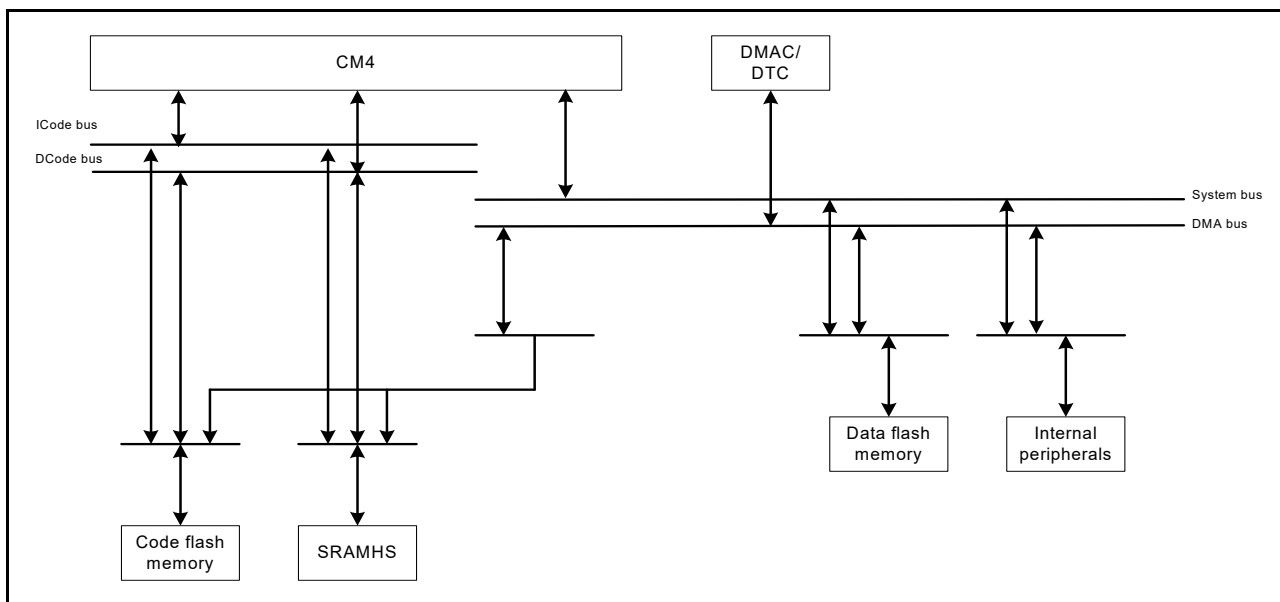 CM4
DMAC/
DTC
ICode bus
DCode bus
System bus
DMA bus
Data flash
memory
Internal
peripherals
Code flash
memory
SRAMHS